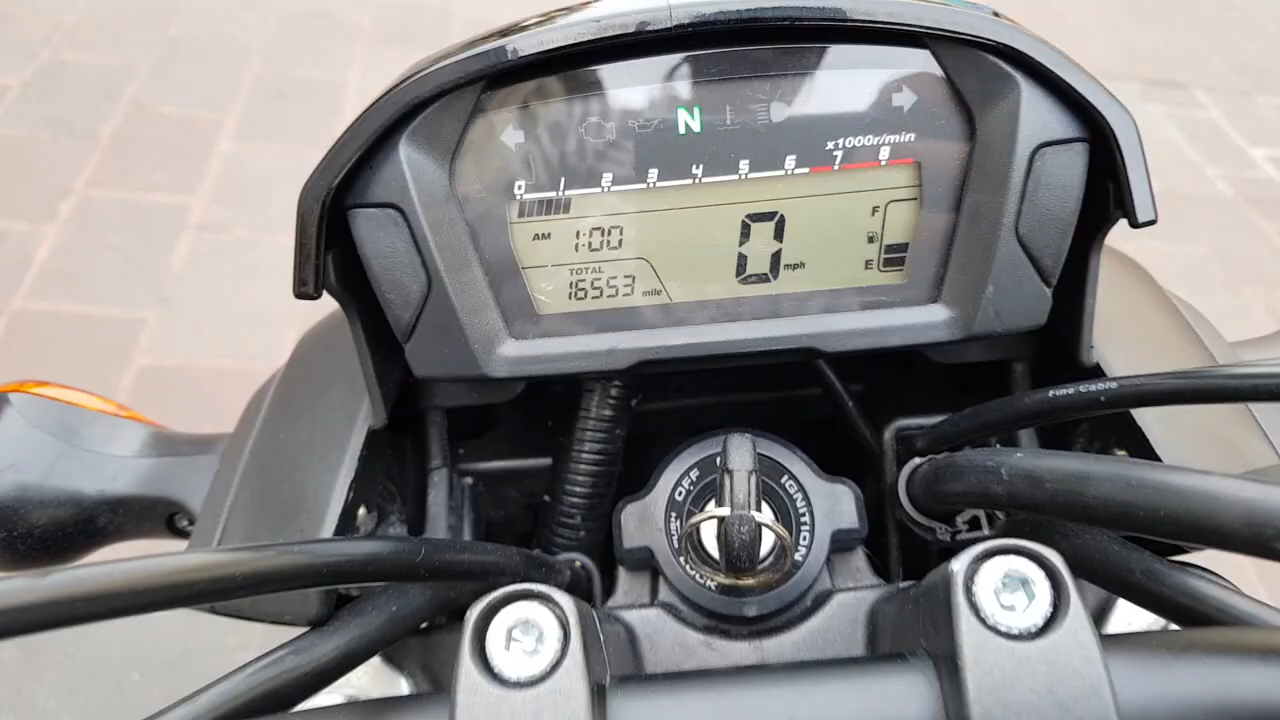 N
x1000r/min
0 1 2 3 4 5 6 7 8
AM 1:00
0 mph
F
E
TOTAL
16553 mile
Fine Cable
OFF
IGNITION
PUSH
LOCK